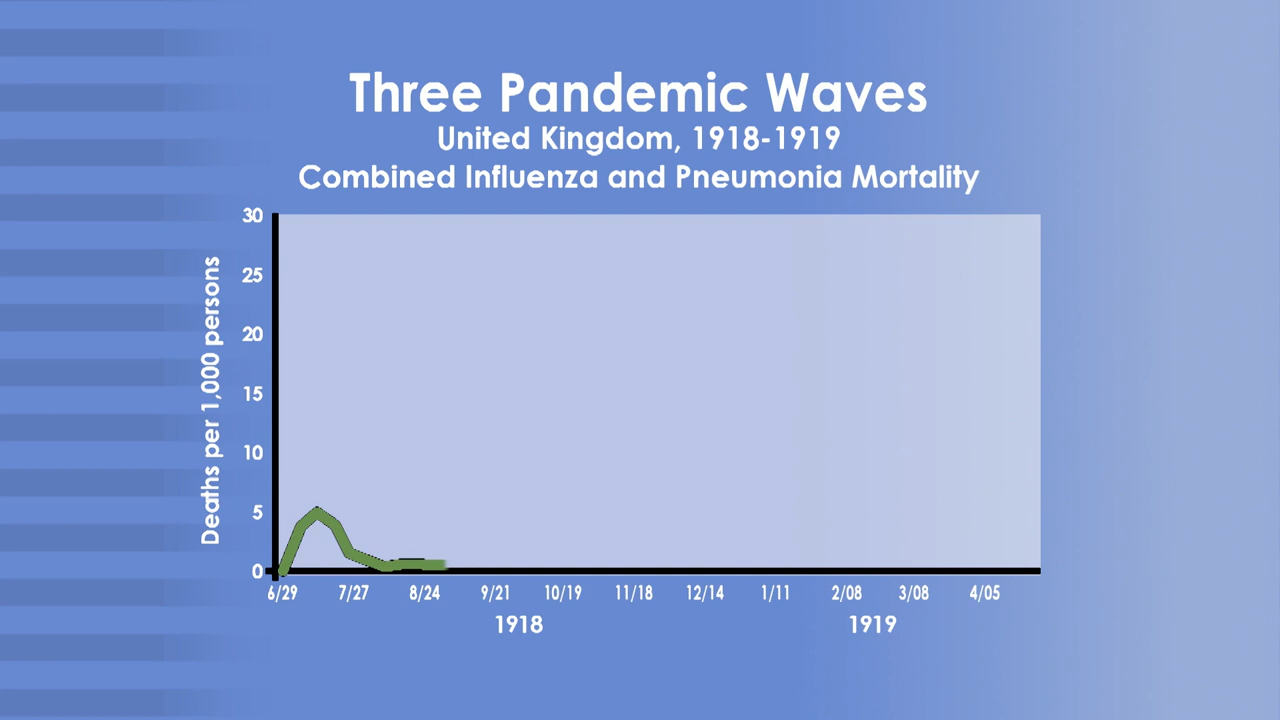 Three Pandemic Waves
United Kingdom, 1918-1919
Combined Influenza and Pneumonia Mortality
Deaths per 1,000 persons
30
25
20
15
10
5
0
6/29 7/27 8/24 9/21 10/19 11/18 12/14 1/11 2/08 3/08 4/05
1918 1919